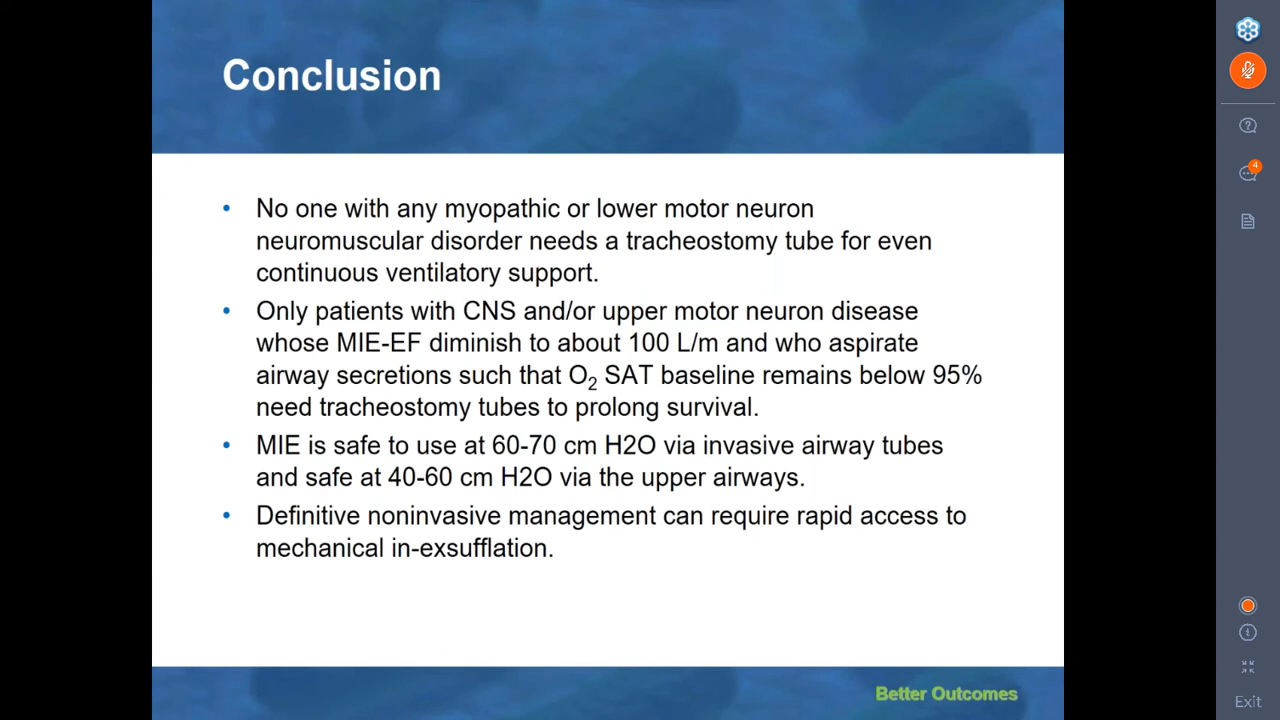 Conclusion
• No one with any myopathic or lower motor neuron
neuromuscular disorder needs a tracheostomy tube for even
continuous ventilatory support.
• Only patients with CNS and/or upper motor neuron disease
whose MIE-EF diminish to about 100 L/m and who aspirate
airway secretions such that O₂ SAT baseline remains below 95%
need tracheostomy tubes to prolong survival.
• MIE is safe to use at 60-70 cm H2O via invasive airway tubes
and safe at 40-60 cm H2O via the upper airways.
• Definitive noninvasive management can require rapid access to
mechanical in-exsufflation.
Better Outcomes
4
Exit